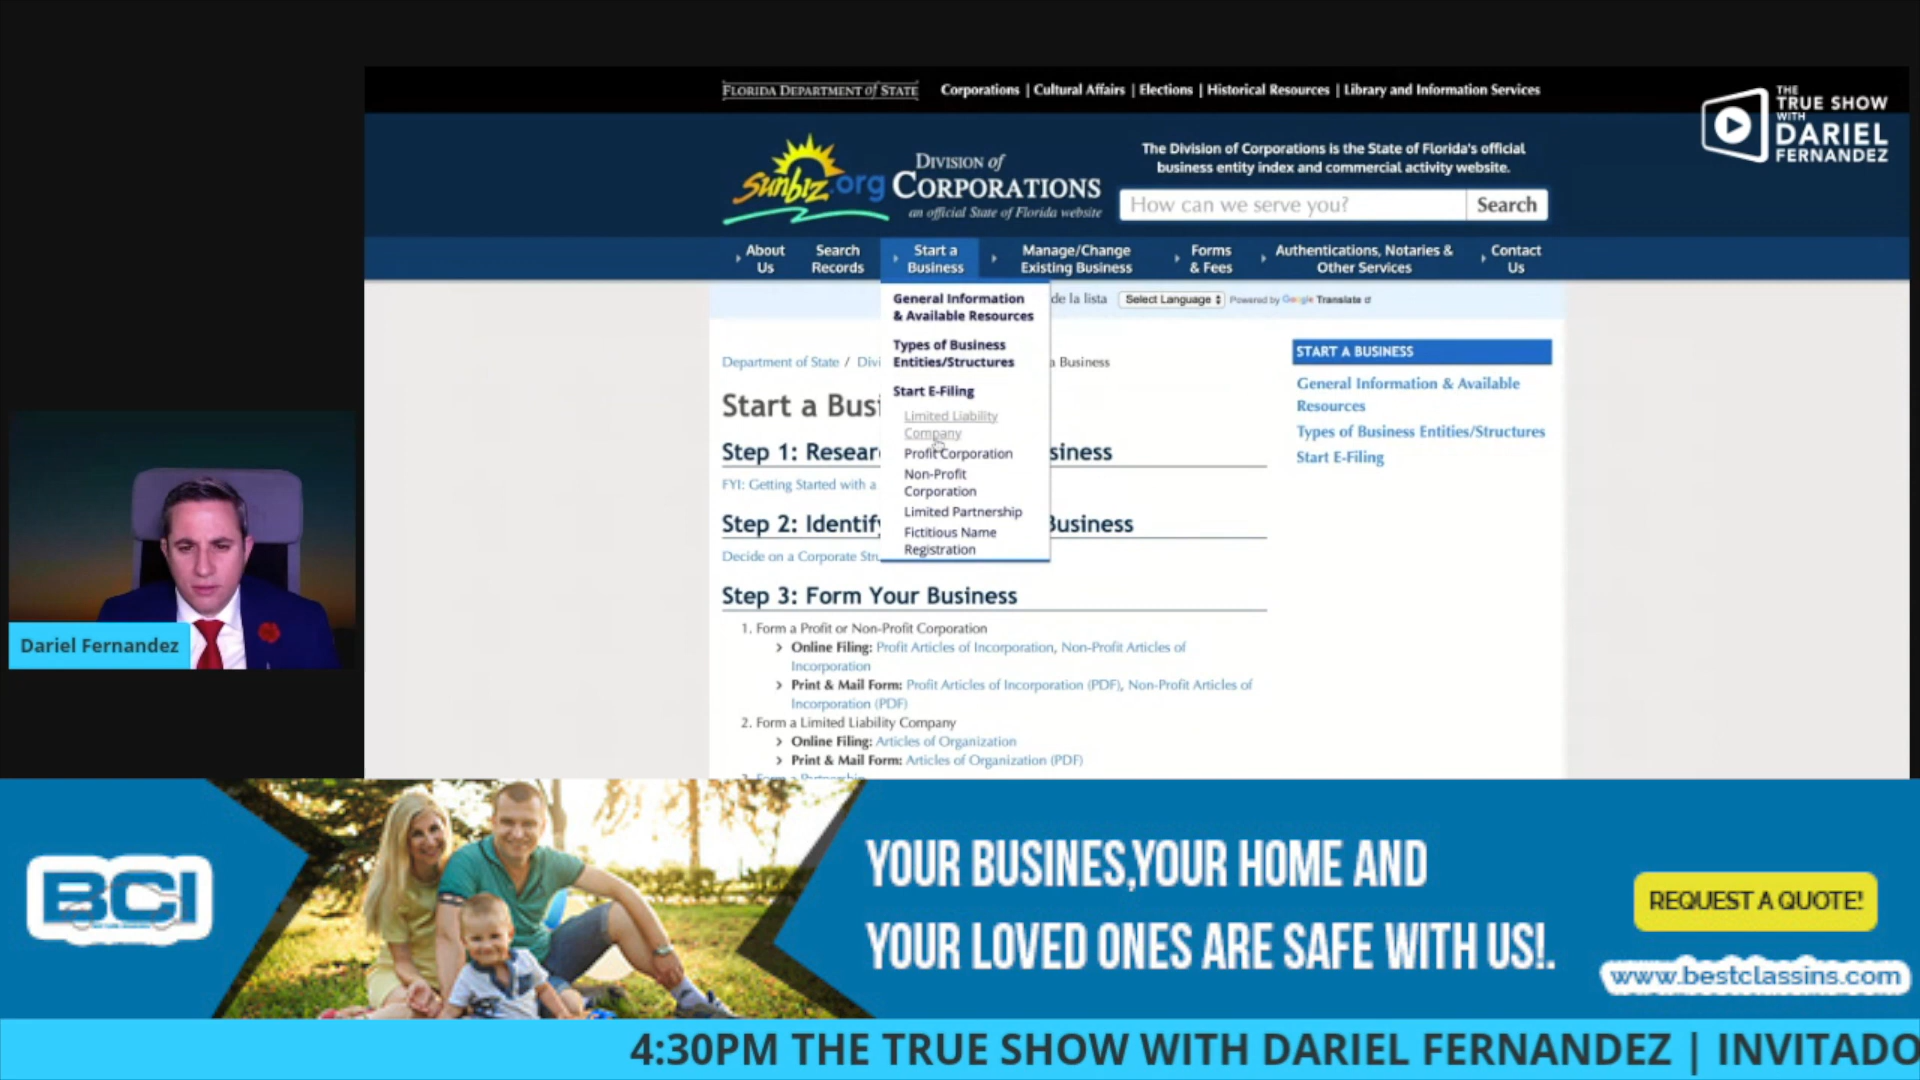 FLORIDA DEPARTMENT of STATE
Corporations | Cultural Affairs | Elections | Historical Resources | Library and Information Services
THE
TRUE SHOW
WITH
DARIEL
FERNANDEZ
Sunbiz.org
DIVISION of
CORPORATIONS
an official State of Florida website
The Division of Corporations is the State of Florida's official
business entity index and commercial activity website.
How can we serve you?
Search
About
Us
Search
Records
Start a
Business
Manage/Change
Existing Business
Forms
& Fees
Authentications, Notaries &
Other Services
Contact
Us
General Information
& Available Resources
Types of Business
Entities/Structures
Start E-Filing
Limited Liability
Company
Profit Corporation
Non-Profit
Corporation
Limited Partnership
Fictitious Name
Registration
de la lista
Select Language
Powered by Google Translate
Department of State / Divi
a Business
Start a Busi
Step 1: Resear
siness
FYI: Getting Started with a
Step 2: Identify
Business
Decide on a Corporate Stru
Step 3: Form Your Business
1. Form a Profit or Non-Profit Corporation
> Online Filing: Profit Articles of Incorporation, Non-Profit Articles of
Incorporation
> Print & Mail Form: Profit Articles of Incorporation (PDF), Non-Profit Articles of
Incorporation (PDF)
2. Form a Limited Liability Company
> Online Filing: Articles of Organization
> Print & Mail Form: Articles of Organization (PDF)
START A BUSINESS
General Information & Available
Resources
Types of Business Entities/Structures
Start E-Filing
Dariel Fernandez
BCI
YOUR BUSINES,YOUR HOME AND
YOUR LOVED ONES ARE SAFE WITH US!.
REQUEST A QUOTE!
www.bestclassins.com
4:30PM THE TRUE SHOW WITH DARIEL FERNANDEZ | INVITADO